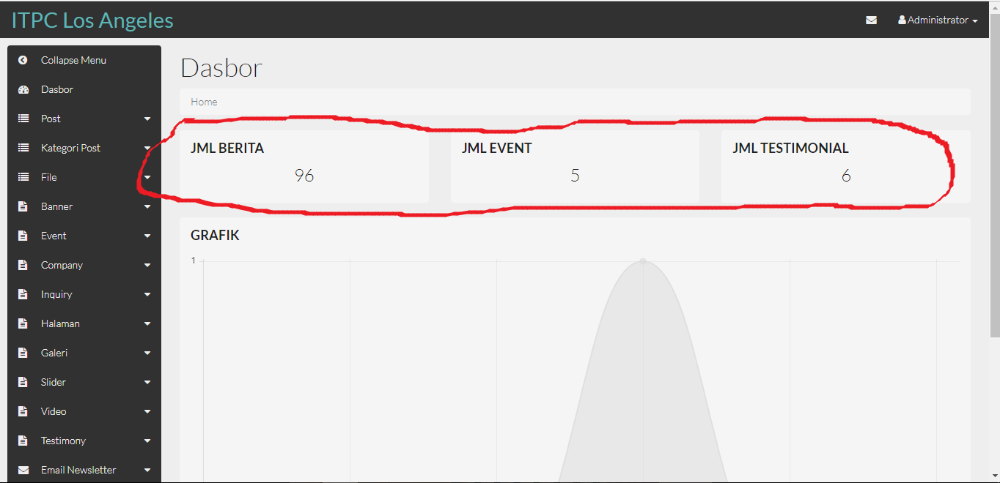 ITPC Los Angeles
Administrator
Collapse Menu
Dasbor
Post
Kategori Post
File
Banner
Event
Company
Inquiry
Halaman
Galeri
Slider
Video
Testimony
Email Newsletter
Dasbor
Home
JML BERITA
96
JML EVENT
5
JML TESTIMONIAL
6
GRAFIK
1